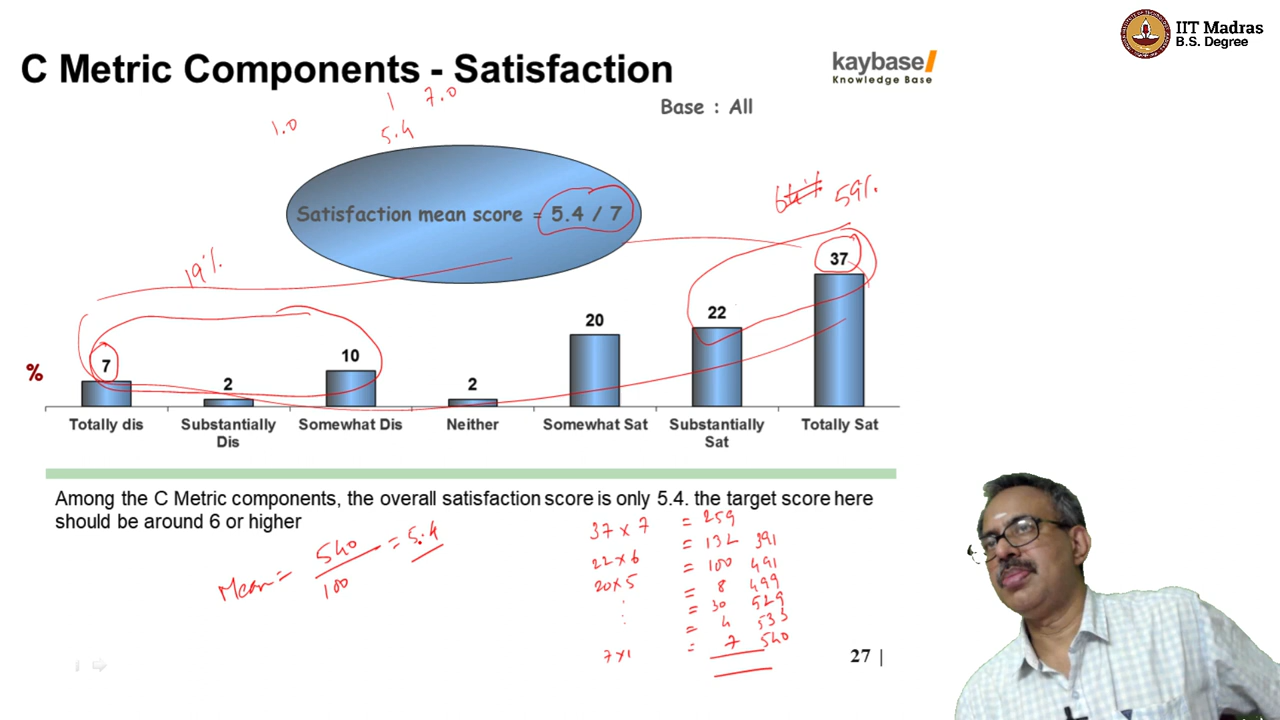 IIT Madras
B.S. Degree
C Metric Components - Satisfaction
kaybase
Knowledge Base
Base : All
1 7.0
1.0
5.4
Satisfaction mean score = 5.4 / 7
59%
19%
37
22
20
10
7
2
2
%
Totally dis
Substantially Dis
Somewhat Dis
Neither
Somewhat Sat
Substantially Sat
Totally Sat
Among the C Metric components, the overall satisfaction score is only 5.4. the target score here
should be around 6 or higher
Mean = 540 / 100 = 5.4
37 x 7 = 259
22 x 6 = 132 391
20 x 5 = 100 491
: = 8 499
: = 30 529
= 4 533
7 x 1 = 7 540
27 |